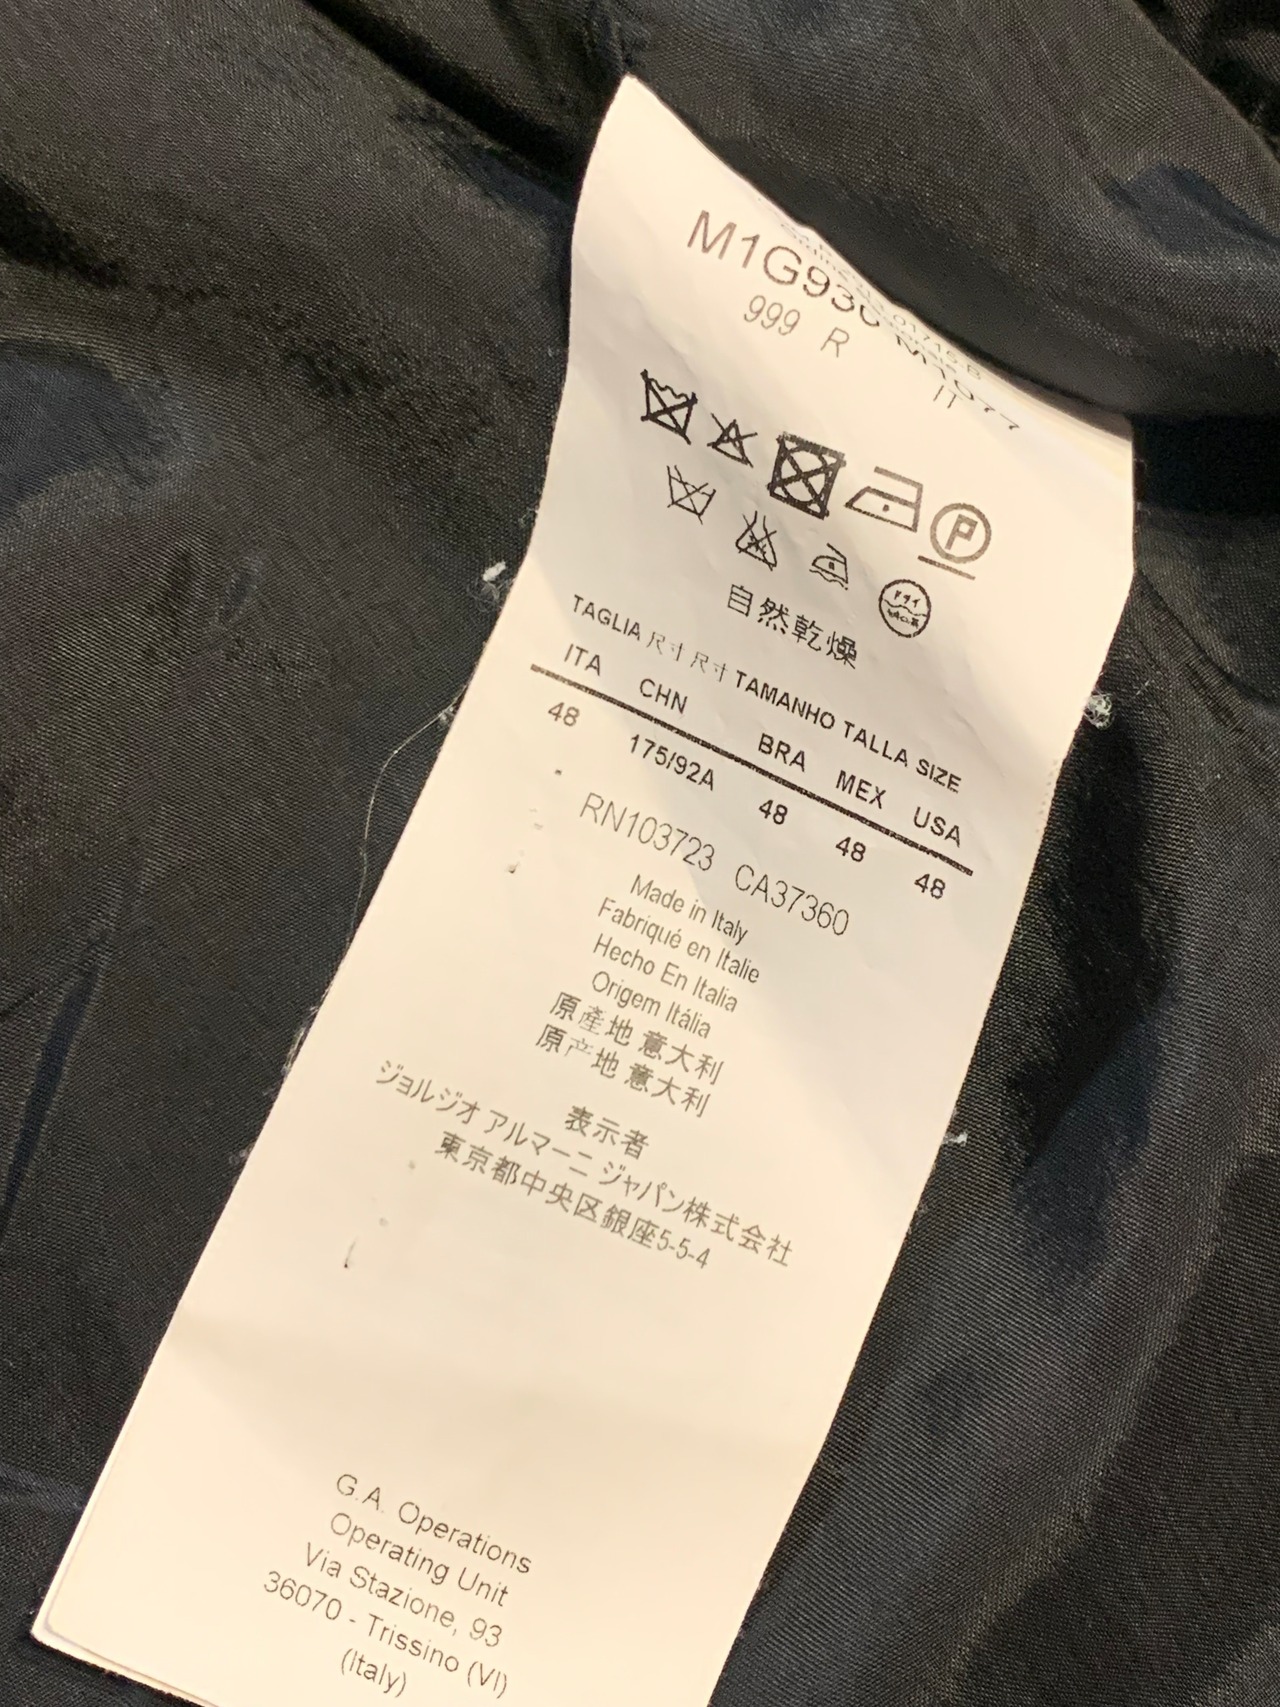 M1G930 M1077
999 R IT
自然乾燥
TAGLIA 尺寸 尺寸 TAMANHO TALLA SIZE
ITA CHN BRA MEX USA
48 175/92A 48 48 48
RN103723 CA37360
Made in Italy
Fabriqué en Italie
Hecho En Italia
Origem Itália
原產地 意大利
原产地 意大利
表示者
ジョルジオ アルマーニ ジャパン株式会社
東京都中央区銀座5-5-4
G.A. Operations
Operating Unit
Via Stazione, 93
36070 - Trissino (VI)
(Italy)